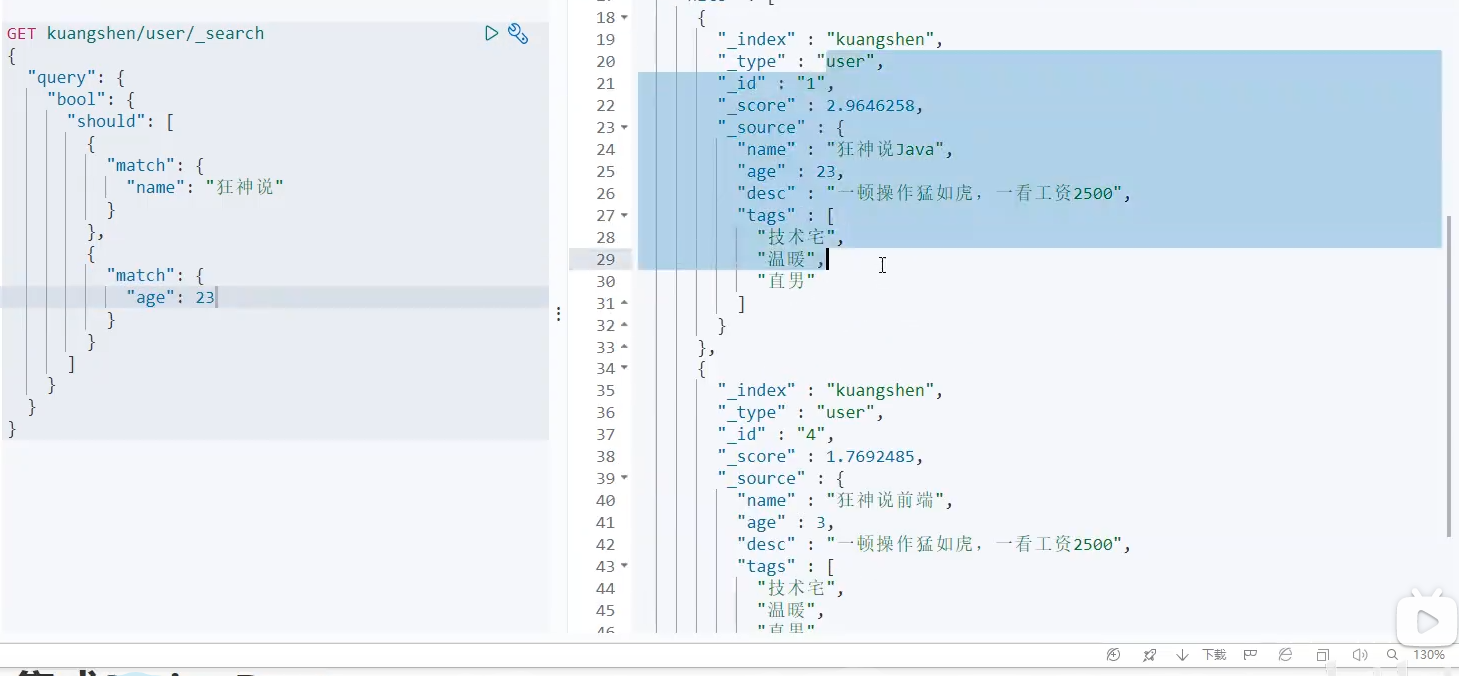 GET kuangshen/user/_search
{
"query": {
"bool": {
"should": [
{
"match": {
"name": "狂神说"
}
},
{
"match": {
"age": 23
}
}
]
}
}
}
18 {
19 "_index" : "kuangshen",
20 "_type" : "user",
21 "_id" : "1",
22 "_score" : 2.9646258,
23 "_source" : {
24 "name" : "狂神说Java",
25 "age" : 23,
26 "desc" : "一顿操作猛如虎，一看工资2500",
27 "tags" : [
28 "技术宅",
29 "温暖",
30 "直男"
31 ]
32 }
33 },
34 {
35 "_index" : "kuangshen",
36 "_type" : "user",
37 "_id" : "4",
38 "_score" : 1.7692485,
39 "_source" : {
40 "name" : "狂神说前端",
41 "age" : 3,
42 "desc" : "一顿操作猛如虎，一看工资2500",
43 "tags" : [
44 "技术宅",
45 "温暖",
46 "直男"
下载
130%